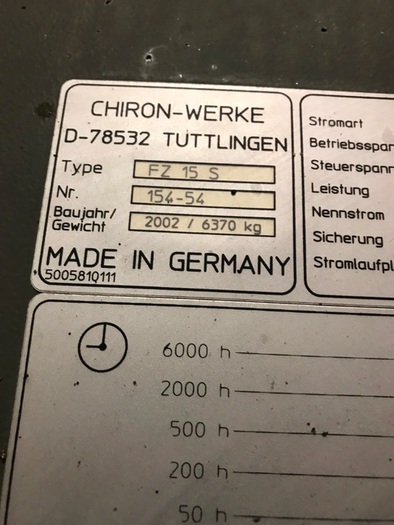 CHIRON-WERKE
D-78532 TUTTLINGEN
Type FZ 15 S
Nr. 154-54
Baujahr/
Gewicht 2002 / 6370 kg
MADE IN GERMANY
5005810111
Stromart
Betriebsspan
Steuerspann
Leistung
Nennstrom
Sicherung
Stromlaufpl
6000 h
2000 h
500 h
200 h
50 h